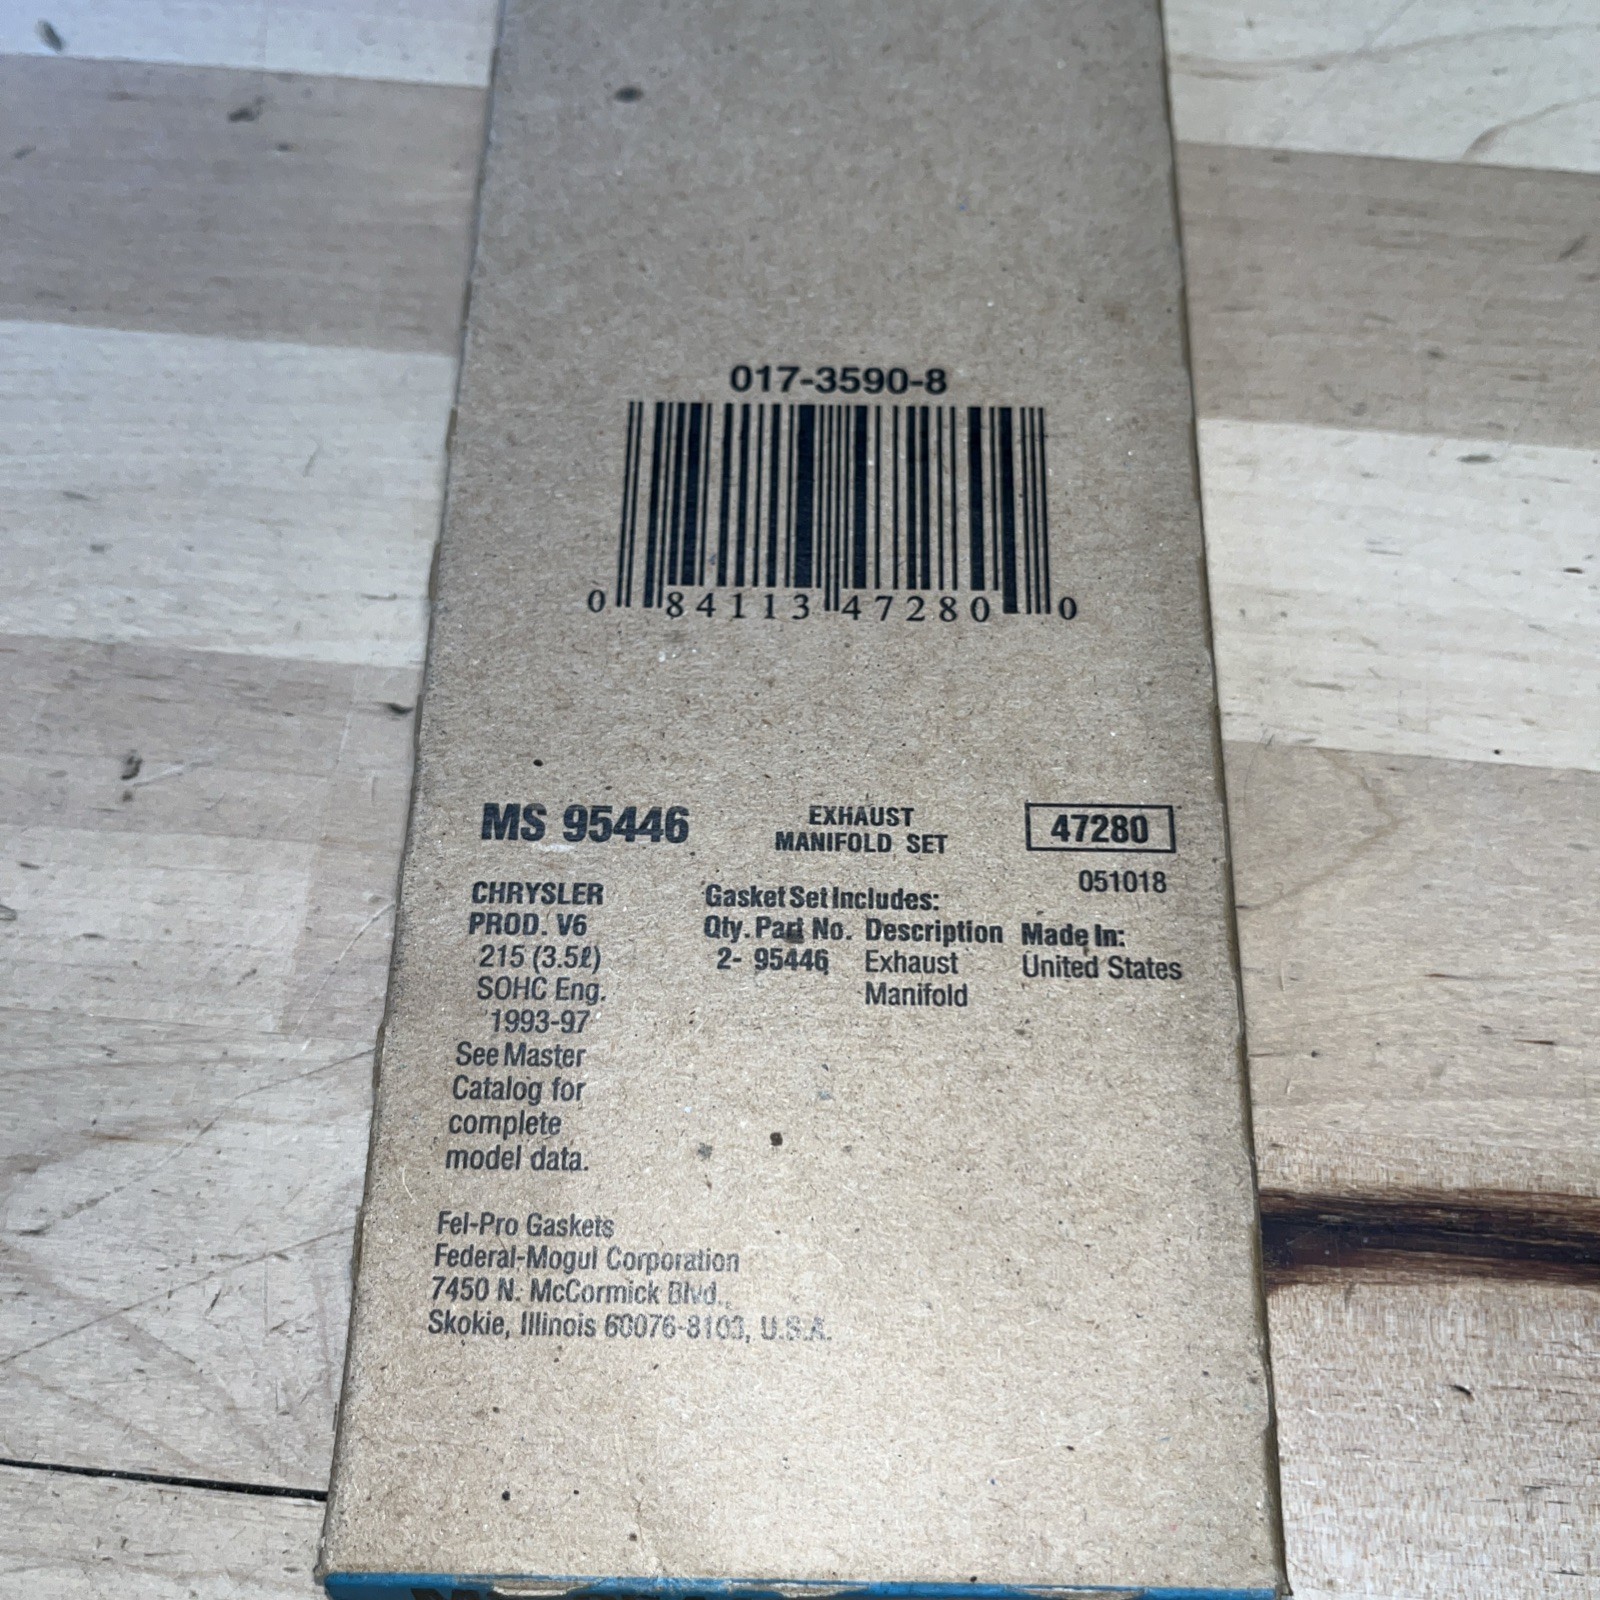 017-3590-8
0 84113 47280 0
MS 95446
EXHAUST
MANIFOLD SET
47280
051018
CHRYSLER
PROD. V6
215 (3.5ℓ)
SOHC Eng.
1993-97
See Master
Catalog for
complete
model data.
Gasket Set Includes:
Qty. Part No. Description
2- 95446 Exhaust
Manifold
Made In:
United States
Fel-Pro Gaskets
Federal-Mogul Corporation
7450 N. McCormick Blvd.,
Skokie, Illinois 60076-8103, U.S.A.